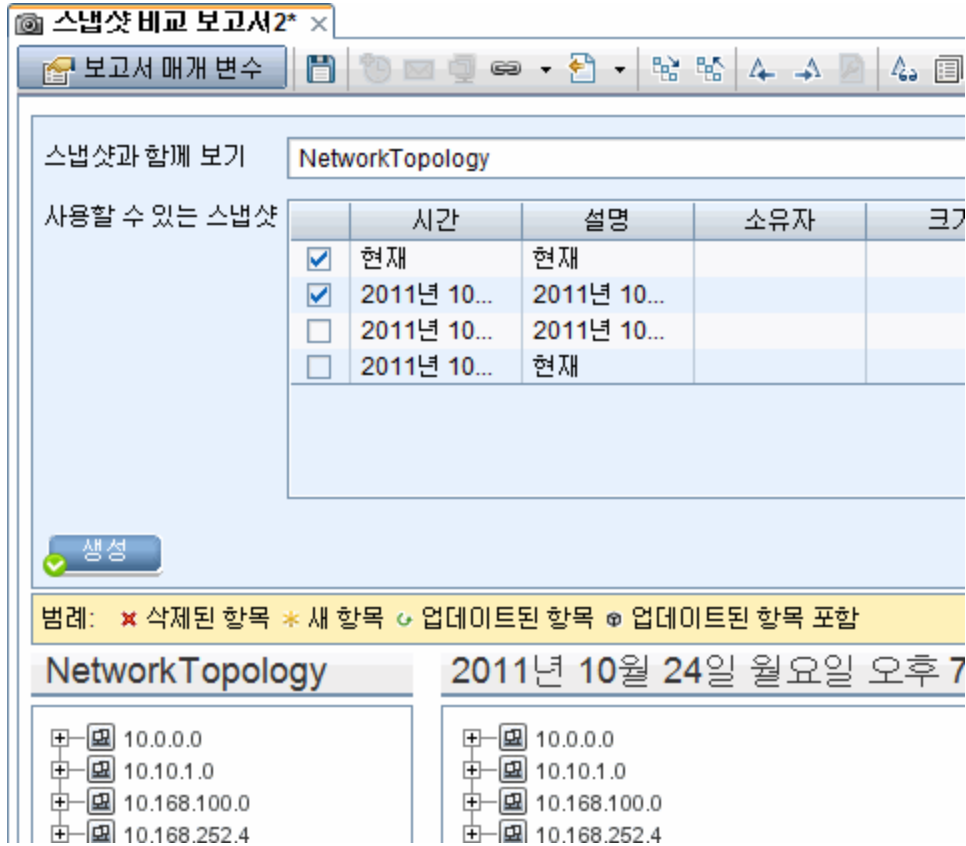 스냅샷 비교 보고서2*
보고서 매개 변수
스냅샷과 함께 보기 NetworkTopology
사용할 수 있는 스냅샷
시간 설명 소유자
현재 현재
2011년 10... 2011년 10...
2011년 10... 2011년 10...
2011년 10... 현재
생성
범례: 삭제된 항목 새 항목 업데이트된 항목 업데이트된 항목 포함
NetworkTopology 2011년 10월 24일 월요일 오후 7
10.0.0.0 10.0.0.0
10.10.1.0 10.10.1.0
10.168.100.0 10.168.100.0
10.168.252.4 10.168.252.4